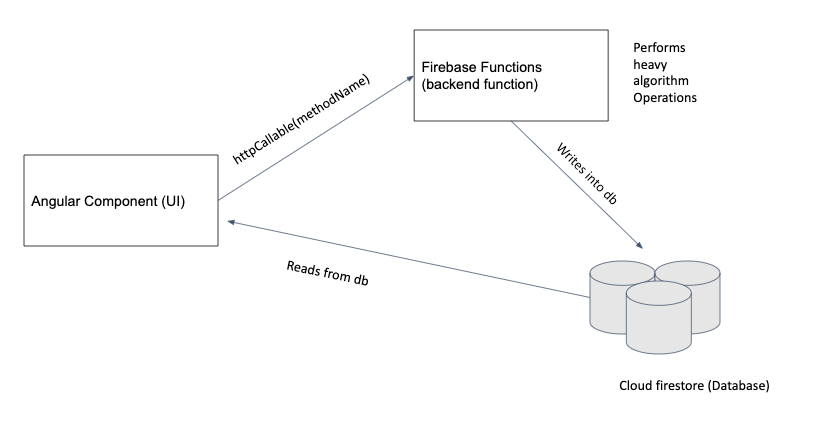 Firebase Functions
(backend function)
Performs
heavy
algorithm
Operations
httpCallable(methodName)
Angular Component (UI)
Writes into db
Reads from db
Cloud firestore (Database)